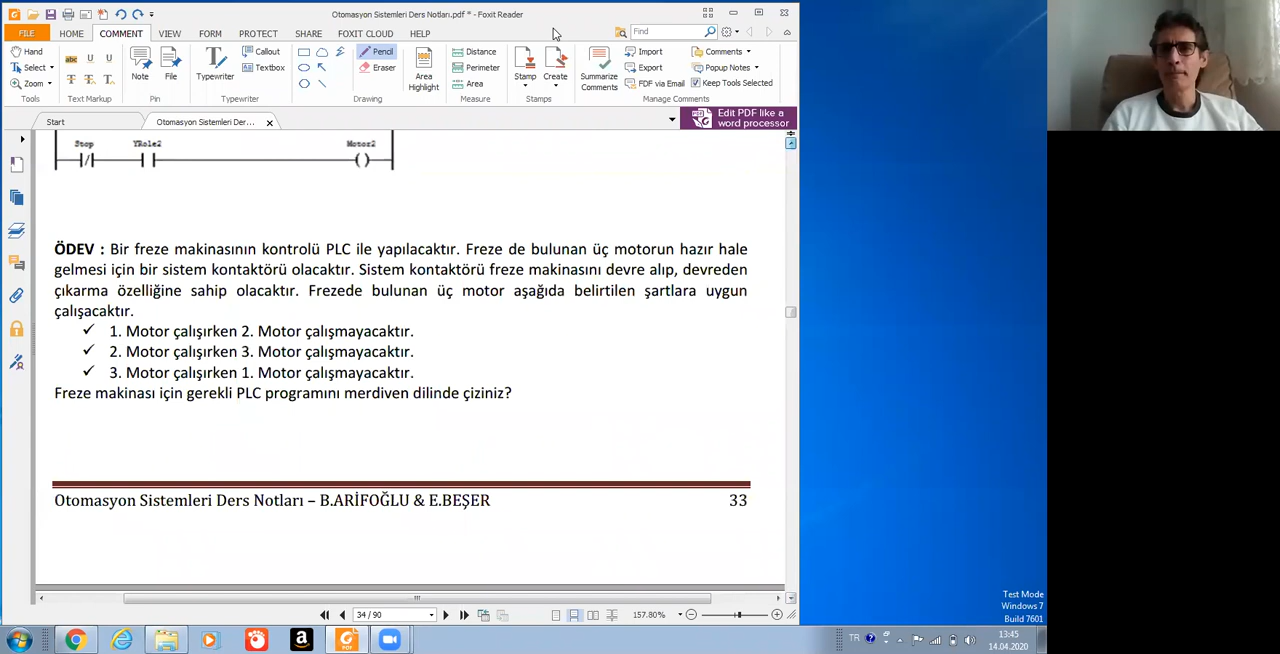 Otomasyon Sistemleri Ders Notları.pdf * - Foxit Reader
FILE HOME COMMENT VIEW FORM PROTECT SHARE FOXIT CLOUD HELP
Find
Hand
Select
Zoom
Tools
Text Markup
Note
File
Pin
Typewriter
Callout
Textbox
Typewriter
Pencil
Eraser
Drawing
Area
Highlight
Distance
Perimeter
Area
Measure
Stamp
Create
Stamps
Summarize
Comments
Import
Export
FDF via Email
Comments
Popup Notes
Keep Tools Selected
Manage Comments
Start
Otomasyon Sistemleri Der...
Edit PDF like a
word processor
Stop YRole2 Motor2
ÖDEV : Bir freze makinasının kontrolü PLC ile yapılacaktır. Freze de bulunan üç motorun hazır hale
gelmesi için bir sistem kontaktörü olacaktır. Sistem kontaktörü freze makinasını devre alıp, devreden
çıkarma özelliğine sahip olacaktır. Frezede bulunan üç motor aşağıda belirtilen şartlara uygun
çalışacaktır.
✓ 1. Motor çalışırken 2. Motor çalışmayacaktır.
✓ 2. Motor çalışırken 3. Motor çalışmayacaktır.
✓ 3. Motor çalışırken 1. Motor çalışmayacaktır.
Freze makinası için gerekli PLC programını merdiven dilinde çiziniz?
Otomasyon Sistemleri Ders Notları – B.ARİFOĞLU & E.BEŞER 33
34 / 90
157.80%
Test Mode
Windows 7
Build 7601
TR
13:45
14.04.2020